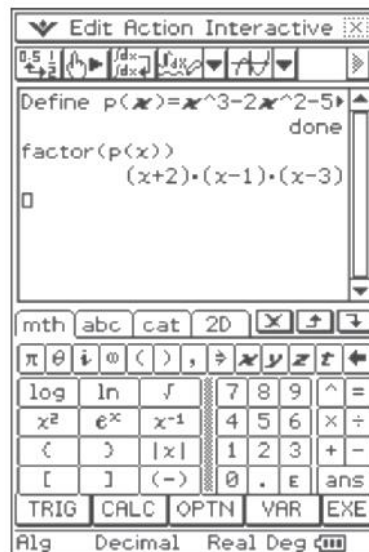 Edit Action Interactive
Define p(x)=x^3-2x^2-5
done
factor(p(x))
(x+2)·(x-1)·(x-3)
mth abc cat 2D
π θ i ∞ ( ) , ⇒ x y z t ←
log ln √ 7 8 9 ^ =
x² eˣ x⁻¹ 4 5 6 × ÷
( ) |x| 1 2 3 + −
[ ] (−) 0 . E ans
TRIG CALC OPTN VAR EXE
Alg Decimal Real Deg